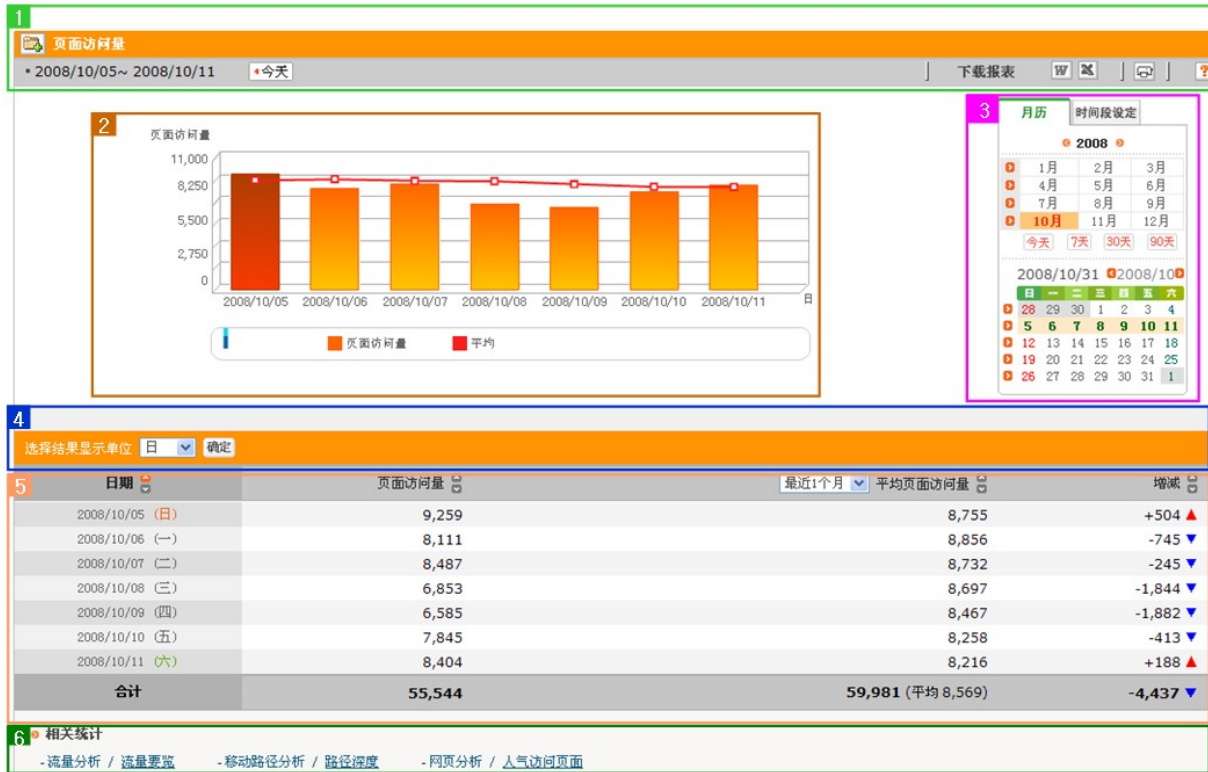 1
页面访问量
• 2008/10/05~ 2008/10/11 今天 下载报表 W X ?
2
页面访问量
11,000
8,250
5,500
2,750
0
2008/10/05 2008/10/06 2008/10/07 2008/10/08 2008/10/09 2008/10/10 2008/10/11 日
页面访问量 平均
3
月历 时间段设定
2008
1月 2月 3月
4月 5月 6月
7月 8月 9月
10月 11月 12月
今天 7天 30天 90天
2008/10/31 2008/10
日 一 二 三 四 五 六
28 29 30 1 2 3 4
5 6 7 8 9 10 11
12 13 14 15 16 17 18
19 20 21 22 23 24 25
26 27 28 29 30 31 1
4
选择结果显示单位 日 确定
5
日期 页面访问量 最近1个月 平均页面访问量 增减
2008/10/05 (日) 9,259 8,755 +504 ▲
2008/10/06 (一) 8,111 8,856 -745 ▼
2008/10/07 (二) 8,487 8,732 -245 ▼
2008/10/08 (三) 6,853 8,697 -1,844 ▼
2008/10/09 (四) 6,585 8,467 -1,882 ▼
2008/10/10 (五) 7,845 8,258 -413 ▼
2008/10/11 (六) 8,404 8,216 +188 ▲
合计 55,544 59,981 (平均 8,569) -4,437 ▼
6
相关统计
- 流量分析 / 流量要览 - 移动路径分析 / 路径深度 - 网页分析 / 人气访问页面